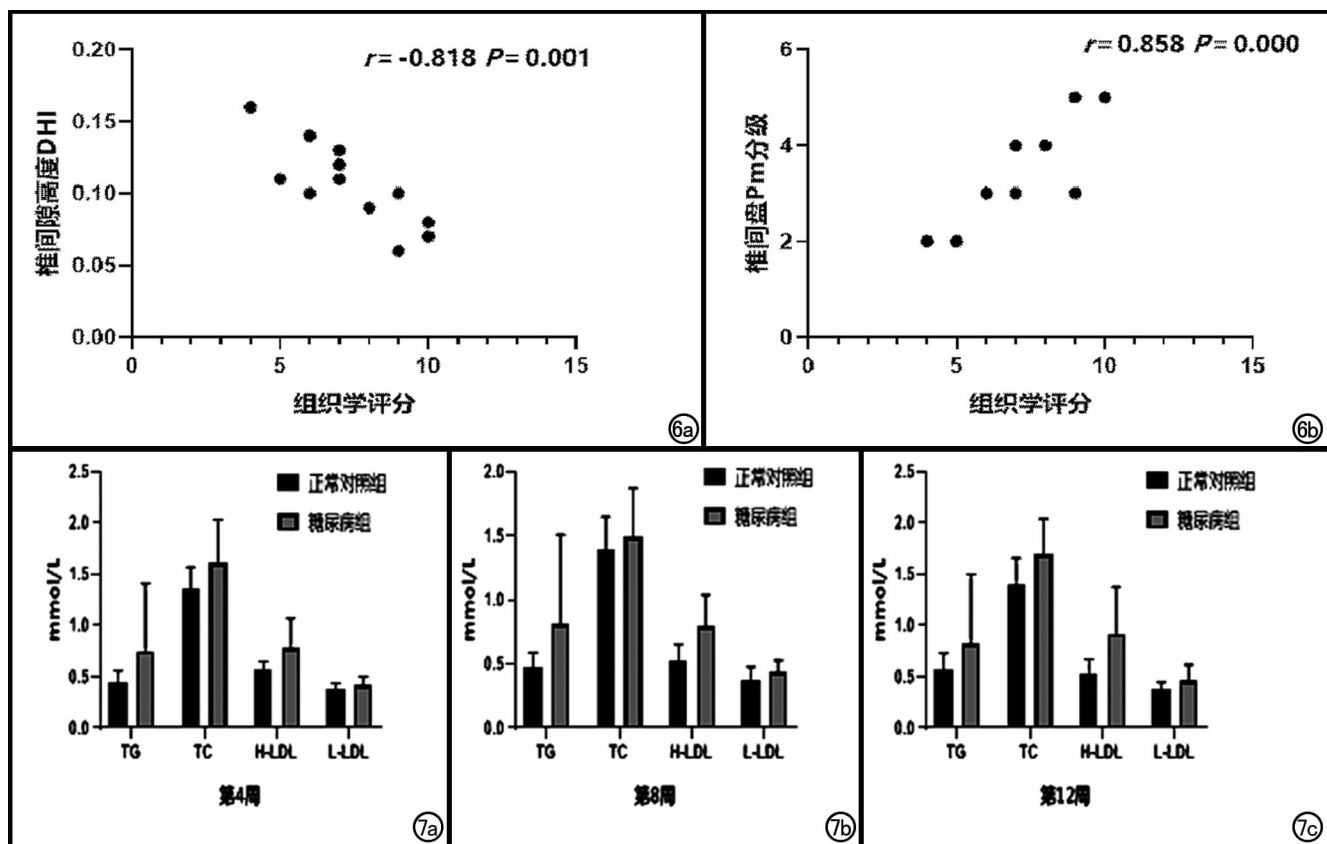 r= -0.818 P= 0.001
0.20
0.15
0.10
0.05
0.00
椎间隙高度DHI
0
5
10
15
组织学评分
6a
r= 0.858 P= 0.000
6
4
2
0
椎间盘Pm分级
0
5
10
15
组织学评分
6b
正常对照组
糖尿病组
2.5
2.0
1.5
1.0
0.5
0.0
mmol/L
TG
TC
H-LDL
L-LDL
第4周
7a
正常对照组
糖尿病组
2.0
1.5
1.0
0.5
0.0
mmol/L
TG
TC
H-LDL
L-LDL
第8周
7b
正常对照组
糖尿病组
2.5
2.0
1.5
1.0
0.5
0.0
mmol/L
TG
TC
H-LDL
L-LDL
第12周
7c